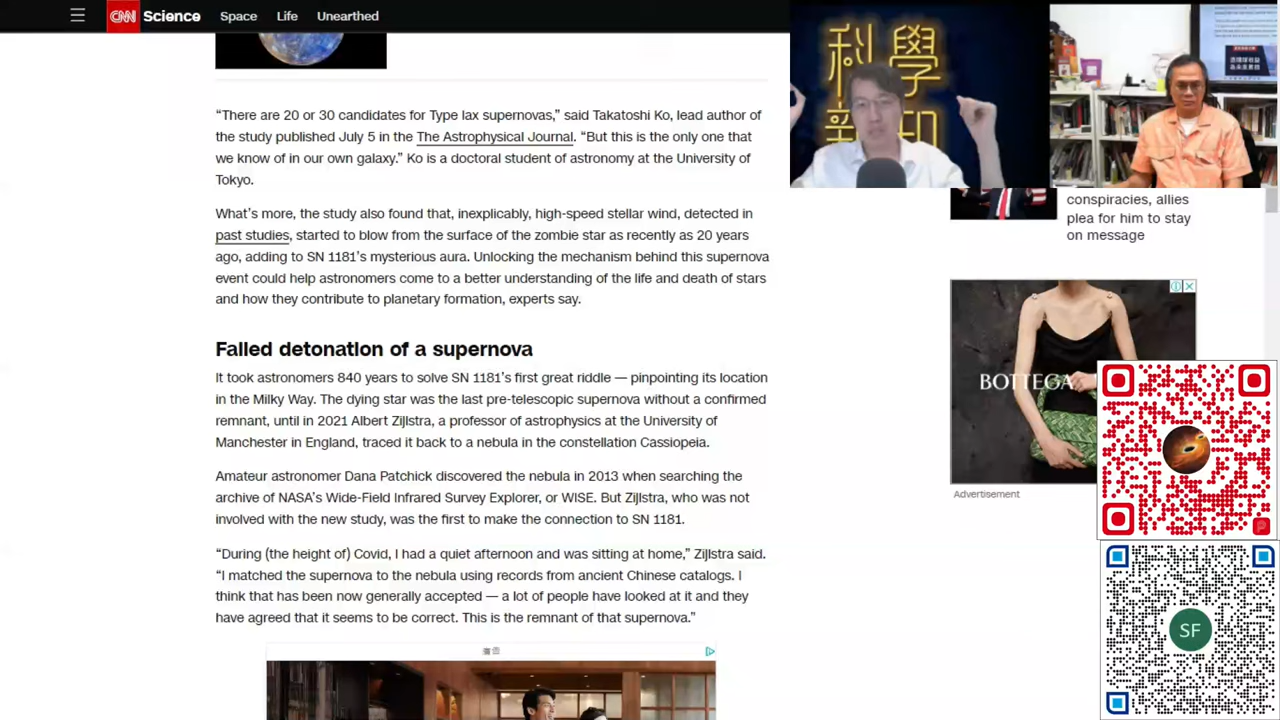 CNN Science Space Life Unearthed
科學
新知
“There are 20 or 30 candidates for Type Iax supernovas,” said Takatoshi Ko, lead author of
the study published July 5 in the The Astrophysical Journal. “But this is the only one that
we know of in our own galaxy.” Ko is a doctoral student of astronomy at the University of
Tokyo.
What’s more, the study also found that, inexplicably, high-speed stellar wind, detected in
past studies, started to blow from the surface of the zombie star as recently as 20 years
ago, adding to SN 1181’s mysterious aura. Unlocking the mechanism behind this supernova
event could help astronomers come to a better understanding of the life and death of stars
and how they contribute to planetary formation, experts say.
Failed detonation of a supernova
It took astronomers 840 years to solve SN 1181’s first great riddle — pinpointing its location
in the Milky Way. The dying star was the last pre-telescopic supernova without a confirmed
remnant, until in 2021 Albert Zijlstra, a professor of astrophysics at the University of
Manchester in England, traced it back to a nebula in the constellation Cassiopeia.
Amateur astronomer Dana Patchick discovered the nebula in 2013 when searching the
archive of NASA’s Wide-Field Infrared Survey Explorer, or WISE. But Zijlstra, who was not
involved with the new study, was the first to make the connection to SN 1181.
“During (the height of) Covid, I had a quiet afternoon and was sitting at home,” Zijlstra said.
“I matched the supernova to the nebula using records from ancient Chinese catalogs. I
think that has been now generally accepted — a lot of people have looked at it and they
have agreed that it seems to be correct. This is the remnant of that supernova.”
conspiracies, allies
plea for him to stay
on message
BOTTEGA
Advertisement
SF